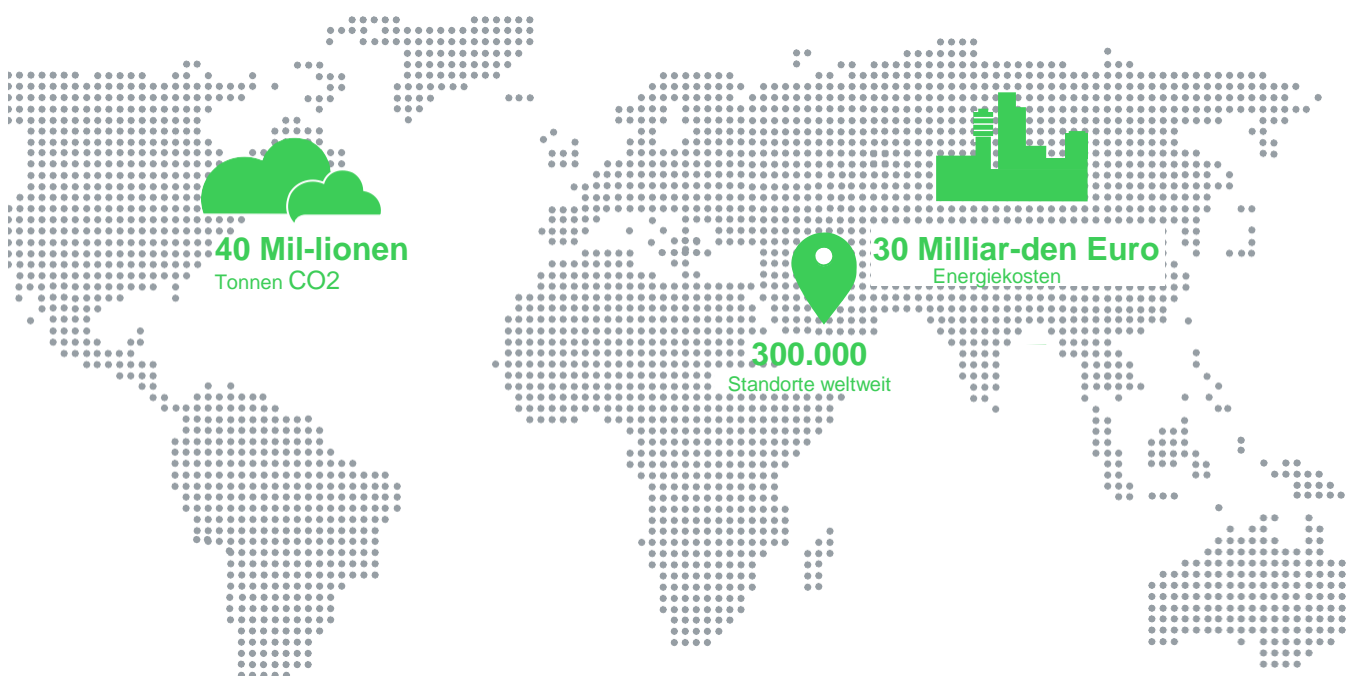 40 Mil-lionen
Tonnen CO2
30 Milliar-den Euro
Energiekosten
300.000
Standorte weltweit